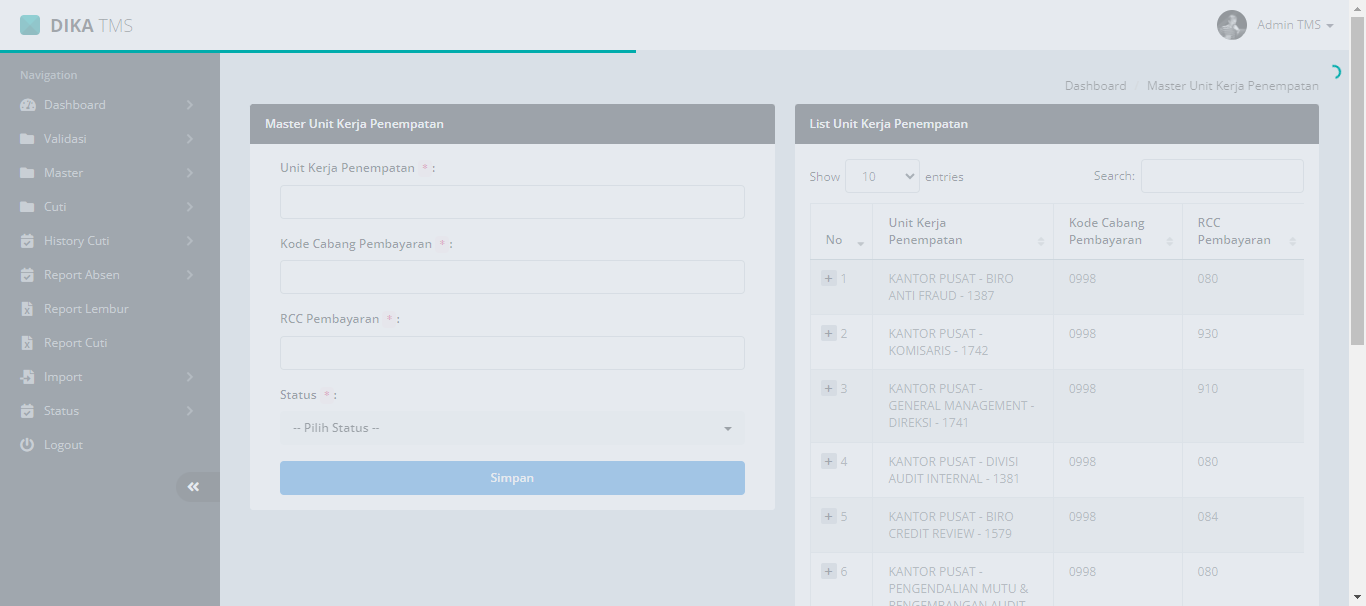 DIKA TMS
Admin TMS
Navigation
Dashboard
Validasi
Master
Cuti
History Cuti
Report Absen
Report Lembur
Report Cuti
Import
Status
Logout
Dashboard / Master Unit Kerja Penempatan
Master Unit Kerja Penempatan
Unit Kerja Penempatan * :
Kode Cabang Pembayaran * :
RCC Pembayaran * :
Status * :
-- Pilih Status --
Simpan
List Unit Kerja Penempatan
Show 10 entries
Search:
No
Unit Kerja
Penempatan
Kode Cabang
Pembayaran
RCC
Pembayaran
1
KANTOR PUSAT - BIRO
ANTI FRAUD - 1387
0998
080
2
KANTOR PUSAT -
KOMISARIS - 1742
0998
930
3
KANTOR PUSAT -
GENERAL MANAGEMENT -
DIREKSI - 1741
0998
910
4
KANTOR PUSAT - DIVISI
AUDIT INTERNAL - 1381
0998
080
5
KANTOR PUSAT - BIRO
CREDIT REVIEW - 1579
0998
084
6
KANTOR PUSAT -
PENGENDALIAN MUTU &
PENGEMBANGAN AUDIT
0998
080